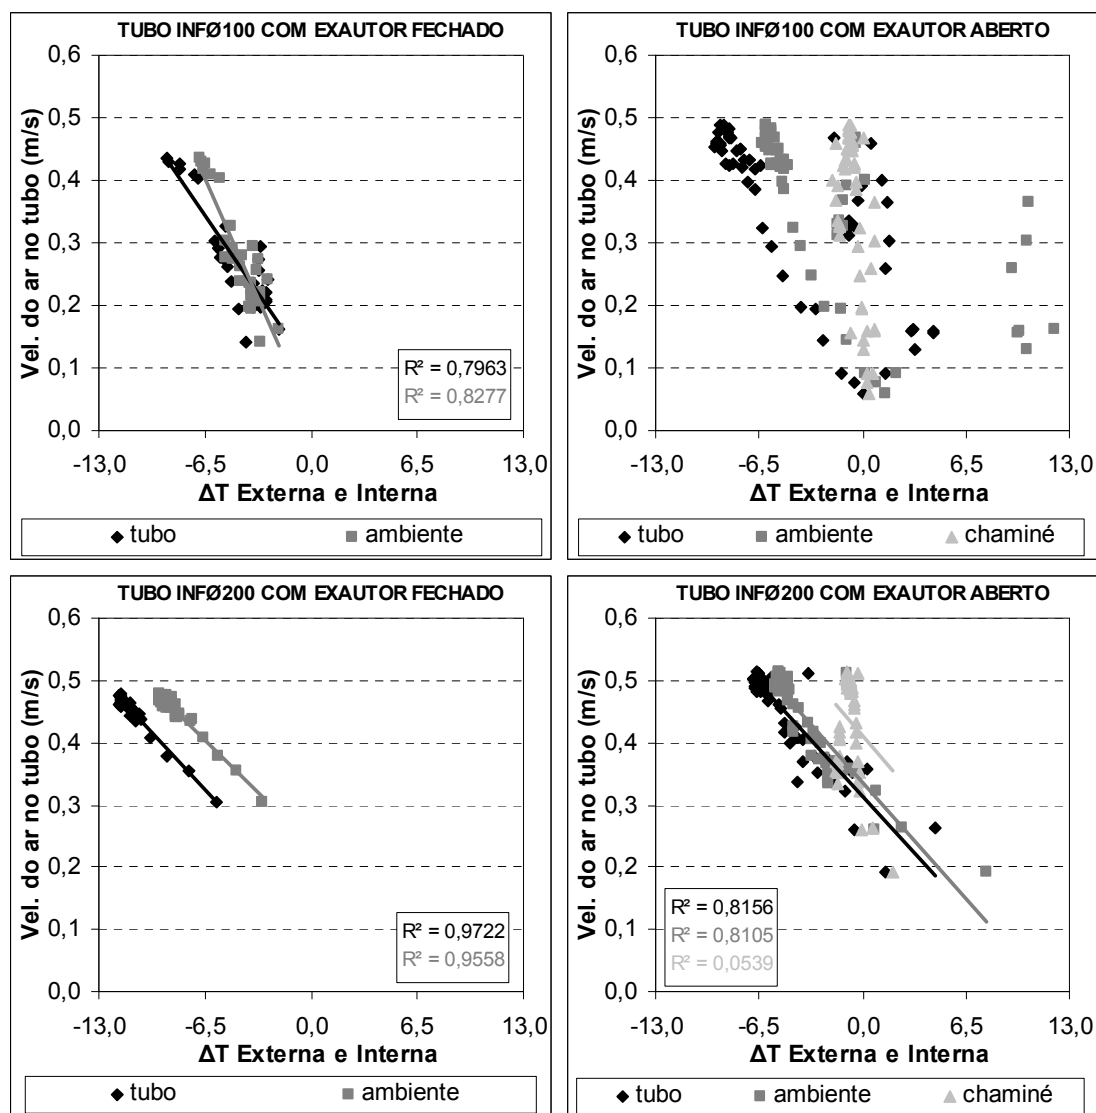 TUBO INFØ100 COM EXAUTOR FECHADO
Vel. do ar no tubo (m/s)
0,6
0,5
0,4
0,3
0,2
0,1
0,0
R² = 0,7963
R² = 0,8277
-13,0 -6,5 0,0 6,5 13,0
ΔT Externa e Interna
tubo ambiente
TUBO INFØ100 COM EXAUTOR ABERTO
Vel. do ar no tubo (m/s)
0,6
0,5
0,4
0,3
0,2
0,1
0,0
-13,0 -6,5 0,0 6,5 13,0
ΔT Externa e Interna
tubo ambiente chaminé
TUBO INFØ200 COM EXAUTOR FECHADO
Vel. do ar no tubo (m/s)
0,6
0,5
0,4
0,3
0,2
0,1
0,0
R² = 0,9722
R² = 0,9558
-13,0 -6,5 0,0 6,5 13,0
ΔT Externa e Interna
tubo ambiente
TUBO INFØ200 COM EXAUTOR ABERTO
Vel. do ar no tubo (m/s)
0,6
0,5
0,4
0,3
0,2
0,1
0,0
R² = 0,8156
R² = 0,8105
R² = 0,0539
-13,0 -6,5 0,0 6,5 13,0
ΔT Externa e Interna
tubo ambiente chaminé